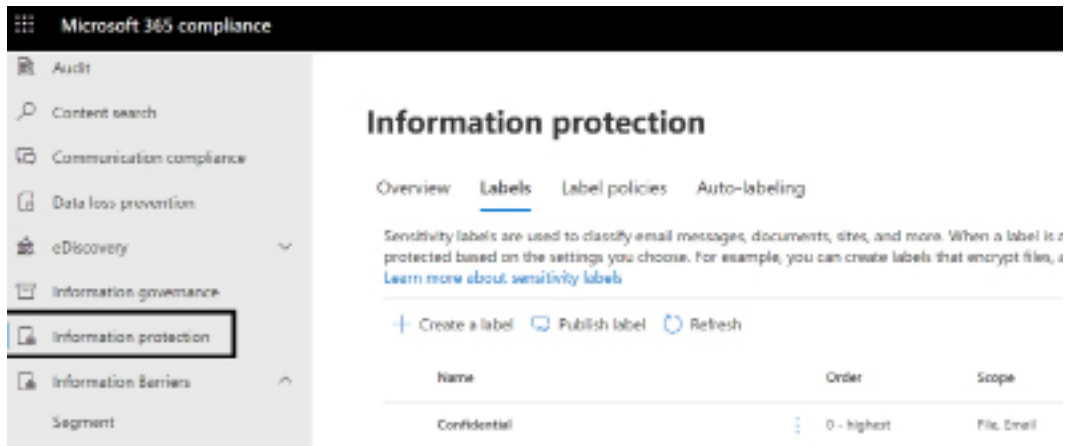 Microsoft 365 compliance
Audit
Content search
Communication compliance
Data loss prevention
eDiscovery
Information governance
Information protection
Information Barriers
Segment
Information protection
Overview Labels Label policies Auto-labeling
Sensitivity labels are used to classify email messages, documents, sites, and more. When a label is
protected based on the settings you choose. For example, you can create labels that encrypt files,
Learn more about sensitivity labels
+ Create a label Publish label Refresh
Name Order Scope
Confidential 0 - highest File, Email